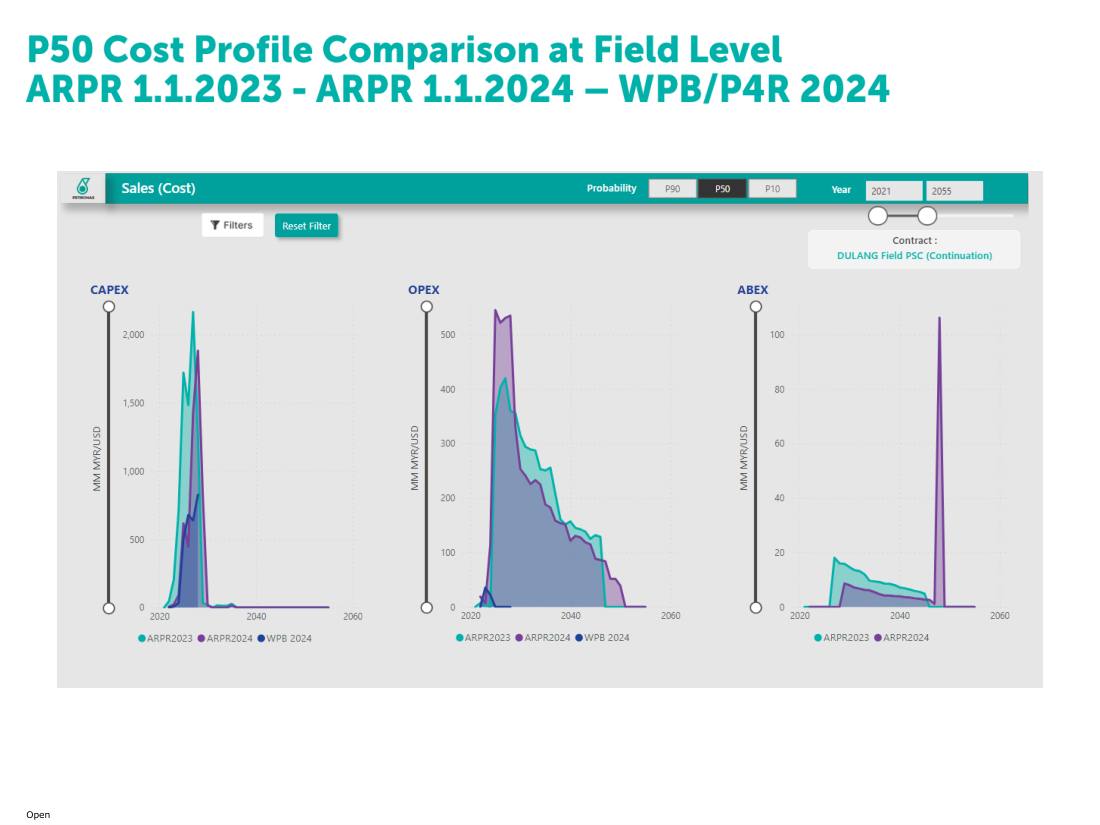 P50 Cost Profile Comparison at Field Level
ARPR 1.1.2023 - ARPR 1.1.2024 – WPB/P4R 2024
PETRONAS
Sales (Cost)
Probability
P90
P50
P10
Year
2021
2055
Filters
Reset Filter
Contract :
DULANG Field PSC (Continuation)
CAPEX
MM MYR/USD
2,000
1,500
1,000
500
0
2020
2040
2060
ARPR2023 ARPR2024 WPB 2024
OPEX
MM MYR/USD
500
400
300
200
100
0
2020
2040
2060
ARPR2023 ARPR2024 WPB 2024
ABEX
MM MYR/USD
100
80
60
40
20
0
2020
2040
2060
ARPR2023 ARPR2024
Open